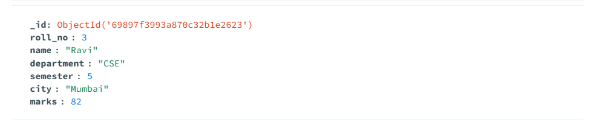 _id: ObjectId('69897f3993a870c32b1e2623')
roll_no : 3
name : "Ravi"
department : "CSE"
semester : 5
city : "Mumbai"
marks : 82